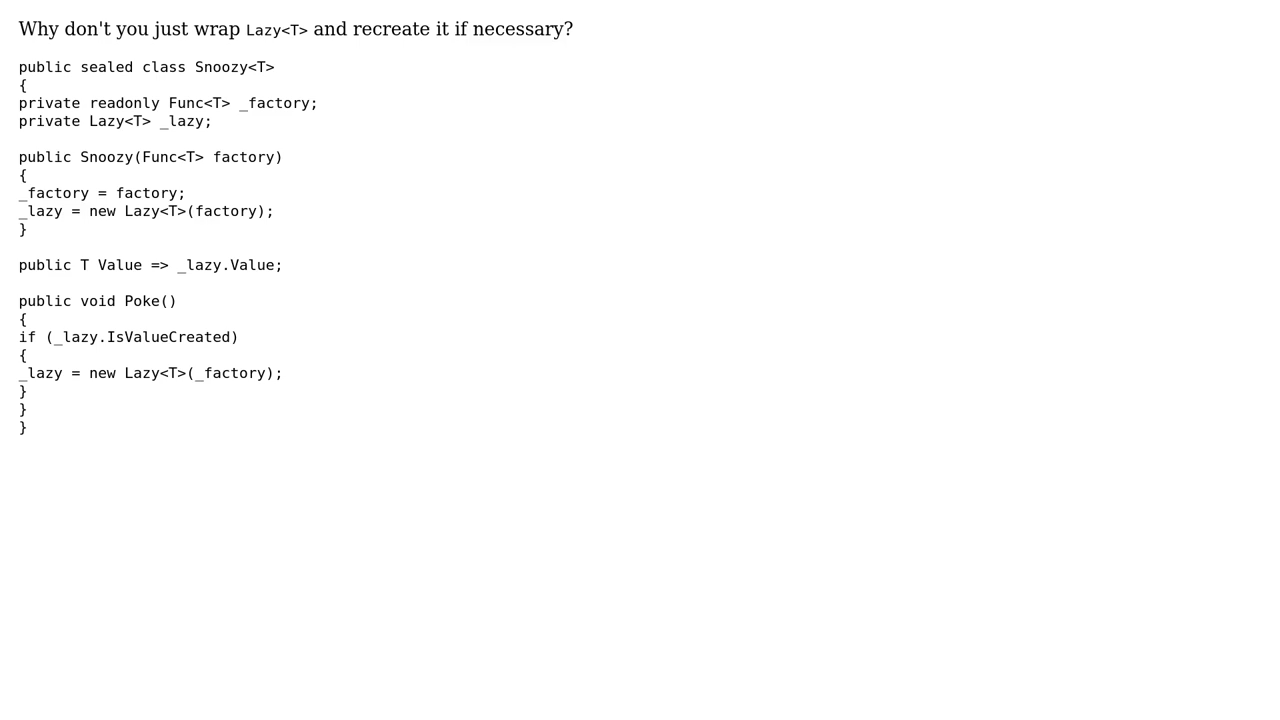 Why don't you just wrap Lazy<T> and recreate it if necessary?
public sealed class Snoozy<T>
{
private readonly Func<T> _factory;
private Lazy<T> _lazy;
public Snoozy(Func<T> factory)
{
_factory = factory;
_lazy = new Lazy<T>(factory);
}
public T Value => _lazy.Value;
public void Poke()
{
if (_lazy.IsValueCreated)
{
_lazy = new Lazy<T>(_factory);
}
}
}